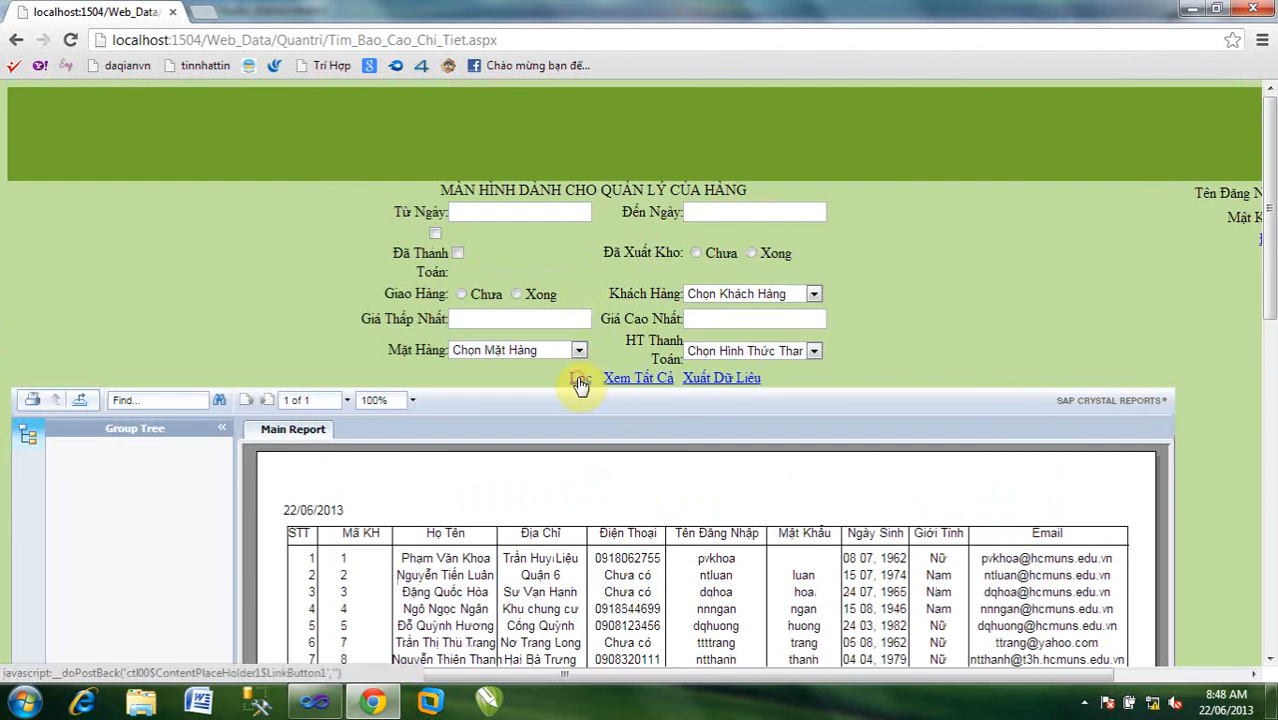 localhost:1504/Web_Data/
localhost:1504/Web_Data/Quantri/Tim_Bao_Cao_Chi_Tiet.aspx
daqianvn tinnhattin Trí Hợp Chào mừng bạn đế...
MÀN HÌNH DÀNH CHO QUẢN LÝ CỦA HÀNG
Tên Đăng N
Từ Ngày: Đến Ngày:
Mật K
Đã Thanh Toán: Đã Xuất Kho: Chưa Xong
Giao Hàng: Chưa Xong Khách Hàng: Chọn Khách Hàng
Giá Thấp Nhất: Giá Cao Nhất:
Mặt Hàng: Chọn Mặt Hàng HT Thanh Toán: Chọn Hình Thức Thar
Xem Tất Cả Xuất Dữ Liệu
Find... 1 of 1 100% SAP CRYSTAL REPORTS®
Group Tree « Main Report
22/06/2013
STT Mã KH Họ Tên Địa Chỉ Điện Thoại Tên Đăng Nhập Mật Khẩu Ngày Sinh Giới Tính Email
1 1 Phạm Văn Khoa Trần Huy Liệu 0918062755 pvkhoa 08 07, 1962 Nữ pvkhoa@hcmuns.edu.vn
2 2 Nguyễn Tiến Luân Quận 6 Chưa có ntluan luan 15 07, 1974 Nam ntluan@hcmuns.edu.vn
3 3 Đặng Quốc Hòa Sư Vạn Hạnh Chưa có dqhoa hoa 24 07, 1965 Nam dqhoa@hcmuns.edu.vn
4 4 Ngô Ngọc Ngân Khu chung cư 0918544699 nnngan ngan 15 08, 1946 Nam nnngan@hcmuns.edu.vn
5 5 Đỗ Quỳnh Hương Cống Quỳnh 0908123456 dqhuong huong 24 03, 1982 Nữ dqhuong@hcmuns.edu.vn
6 7 Trần Thị Thu Trang Nơ Trang Long Chưa có ttttrang trang 05 08, 1962 Nữ ttrang@yahoo.com
7 8 Nguyễn Thiên Thanh Hai Bà Trưng 0908320111 ntthanh thanh 04 04, 1979 Nữ ntthanh@t3h.hcmuns.edu.vn
javascript:__doPostBack('ctl00$ContentPlaceHolder1$LinkButton1','')
8:48 AM
22/06/2013